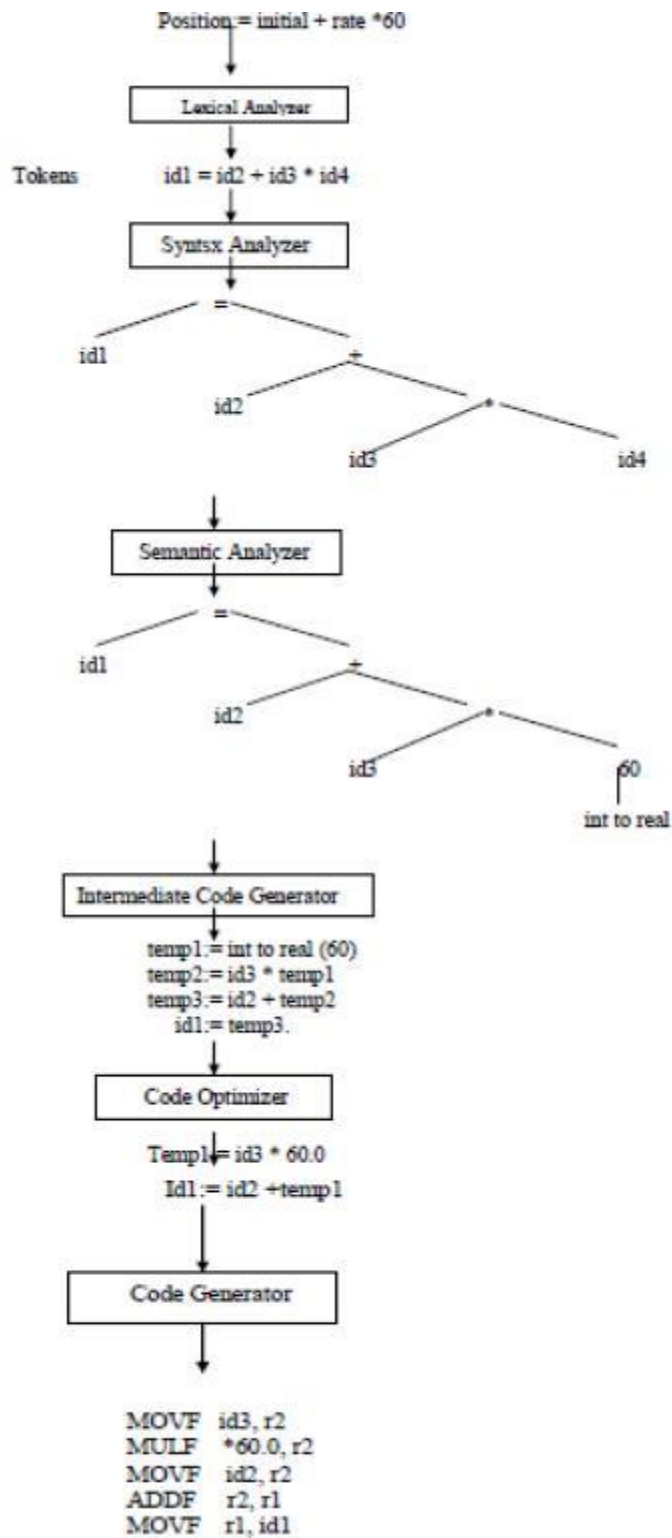 Position:= initial + rate *60
Lexical Analyzer
Tokens id1 = id2 + id3 * id4
Syntsx Analyzer
=
id1
+
id2
*
id3 id4
Semantic Analyzer
=
id1
+
id2
*
id3 60
int to real
Intermediate Code Generator
temp1:= int to real (60)
temp2:= id3 * temp1
temp3:= id2 + temp2
id1:= temp3.
Code Optimizer
Temp1:= id3 * 60.0
Id1:= id2 +temp1
Code Generator
MOVF id3, r2
MULF *60.0, r2
MOVF id2, r2
ADDF r2, r1
MOVF r1, id1